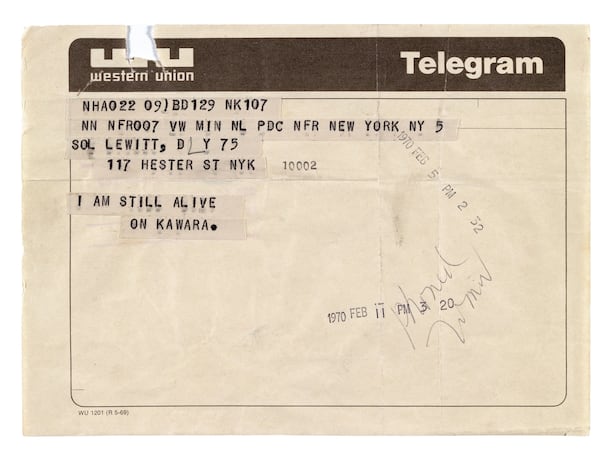 western union
Telegram
NHA022 09)BD129 NK107
NN NFR007 VW MIN NL PDC NFR NEW YORK NY 5
SOL LEWITT, DLY 75
117 HESTER ST NYK 10002
1970 FEB 5 PM 2 32
I AM STILL ALIVE
ON KAWARA.
phoned
1970 FEB 11 PM 3 20
WU 1201 (R 5-69)